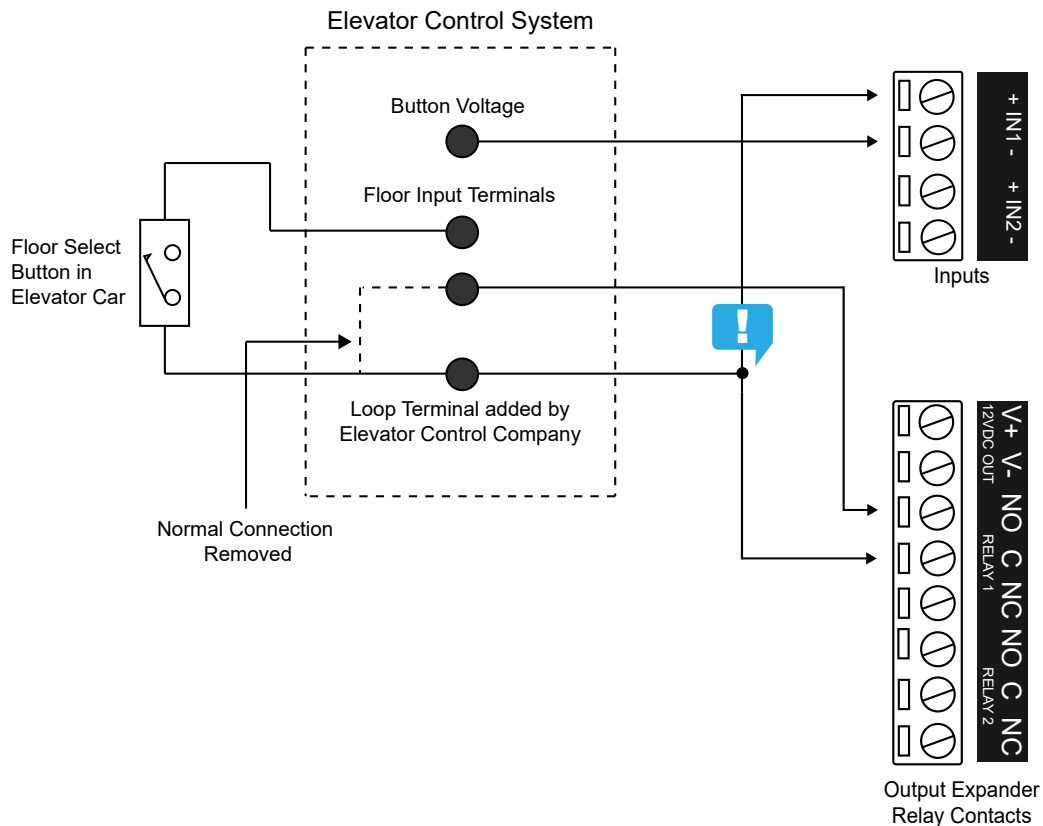 Elevator Control System
Button Voltage
Floor Input Terminals
Floor Select
Button in
Elevator Car
Loop Terminal added by
Elevator Control Company
Normal Connection
Removed
!
+ IN1 -
+ IN2 -
Inputs
V+ V- NO C NC NO C NC
12VDC OUT
RELAY 1
RELAY 2
Output Expander
Relay Contacts